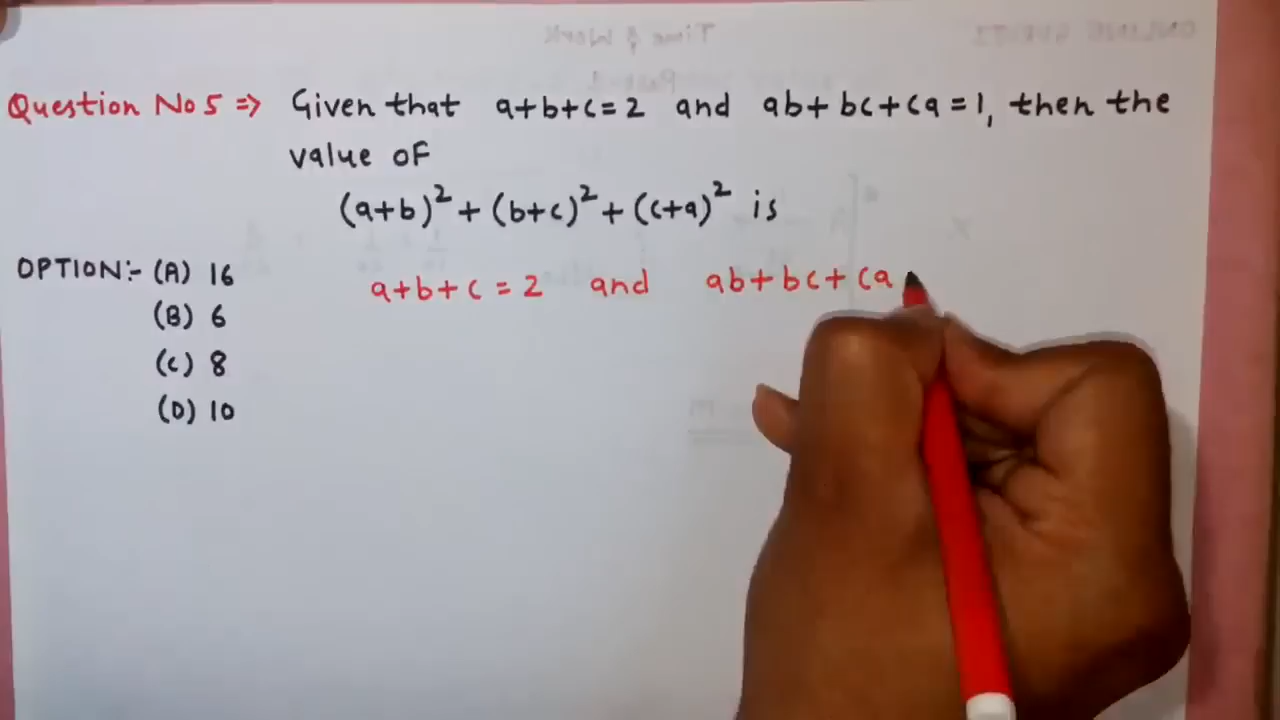 Question No 5 => Given that a+b+c=2 and ab+bc+ca=1, then the
value of
(a+b)²+(b+c)²+(c+a)² is
OPTION:- (A) 16
(B) 6
(C) 8
(D) 10
a+b+c=2 and ab+bc+ca